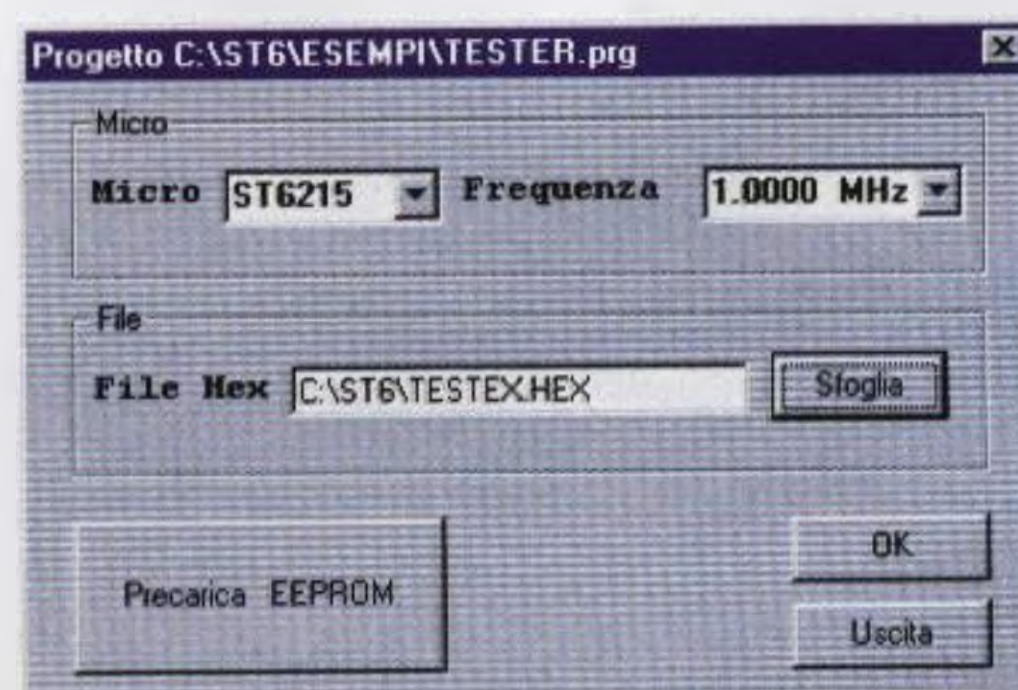 Progetto C:\ST6\ESEMPI\TESTER.prg
Micro
Micro ST6215 Frequenza 1.0000 MHz
File
File Hex C:\ST6\TESTEX.HEX Sfoglia
Precarica EEPROM
OK
Uscita